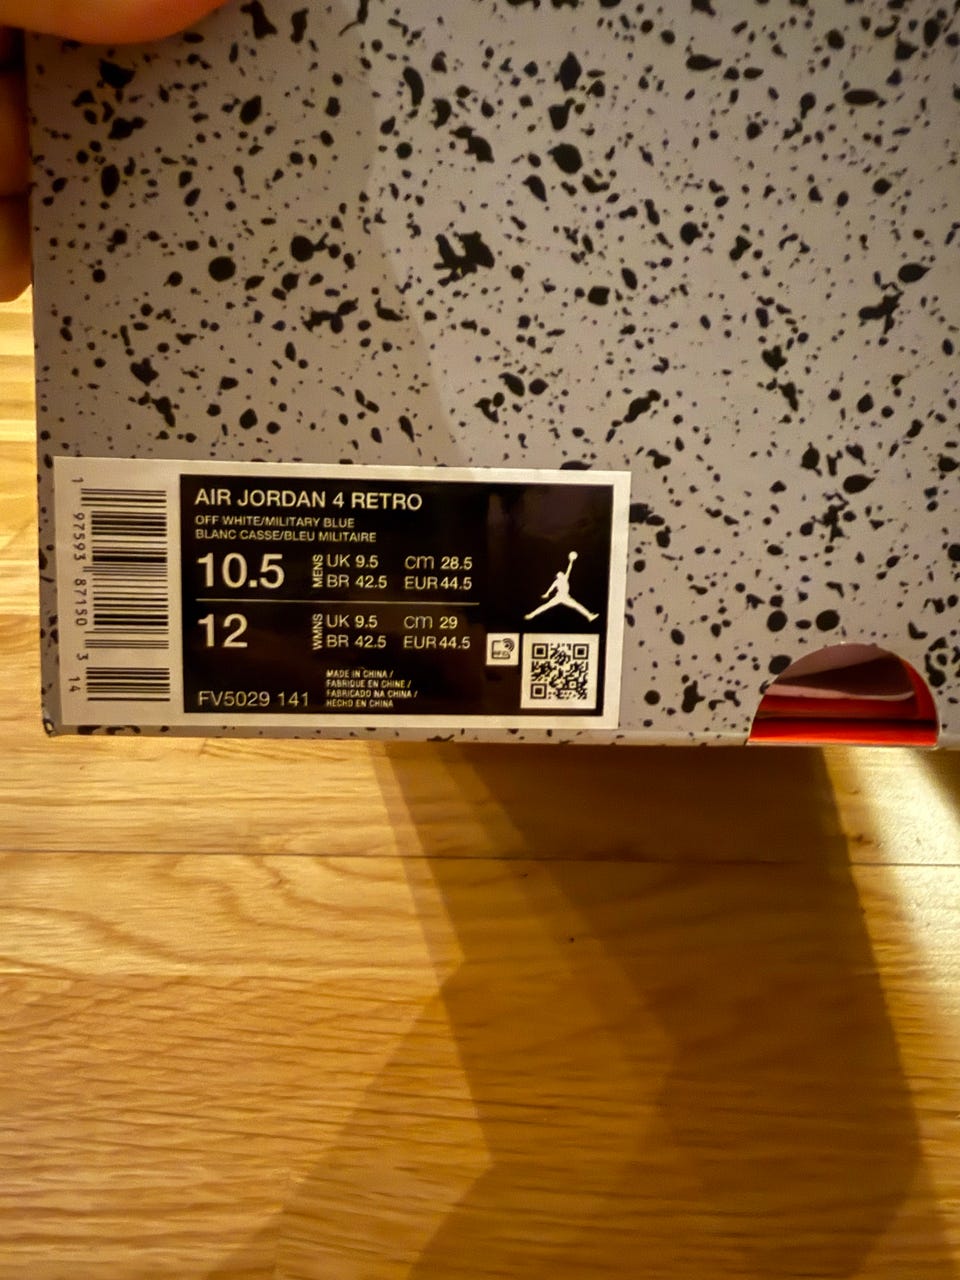 AIR JORDAN 4 RETRO
OFF WHITE/MILITARY BLUE
BLANC CASSE/BLEU MILITAIRE
10.5 MENS UK 9.5 cm 28.5
BR 42.5 EUR 44.5
12 WMNS UK 9.5 cm 29
BR 42.5 EUR 44.5
MADE IN CHINA /
FABRIQUE EN CHINE /
FABRICADO NA CHINA /
HECHO EN CHINA
FV5029 141
1 97593 87150 3 14